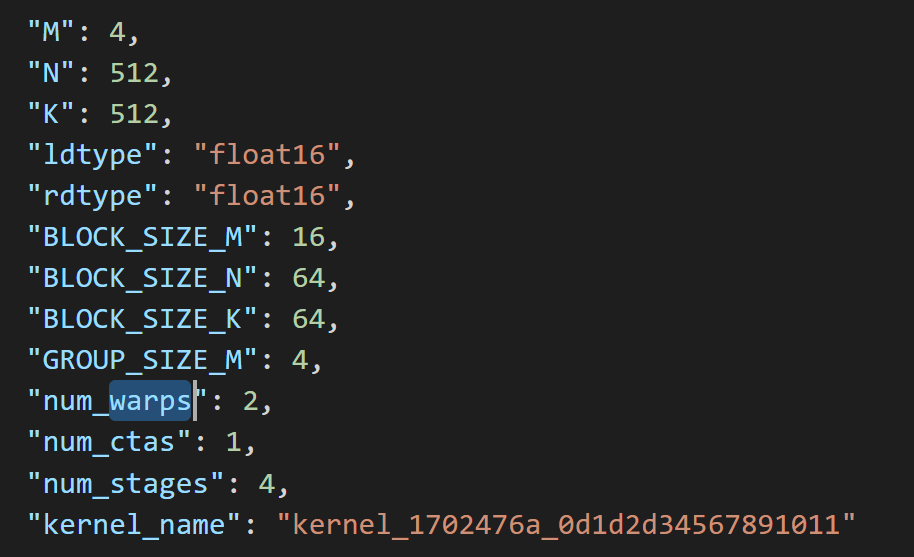 "M": 4,
"N": 512,
"K": 512,
"ldtype": "float16",
"rdtype": "float16",
"BLOCK_SIZE_M": 16,
"BLOCK_SIZE_N": 64,
"BLOCK_SIZE_K": 64,
"GROUP_SIZE_M": 4,
"num_warps": 2,
"num_ctas": 1,
"num_stages": 4,
"kernel_name": "kernel_1702476a_0d1d2d34567891011"